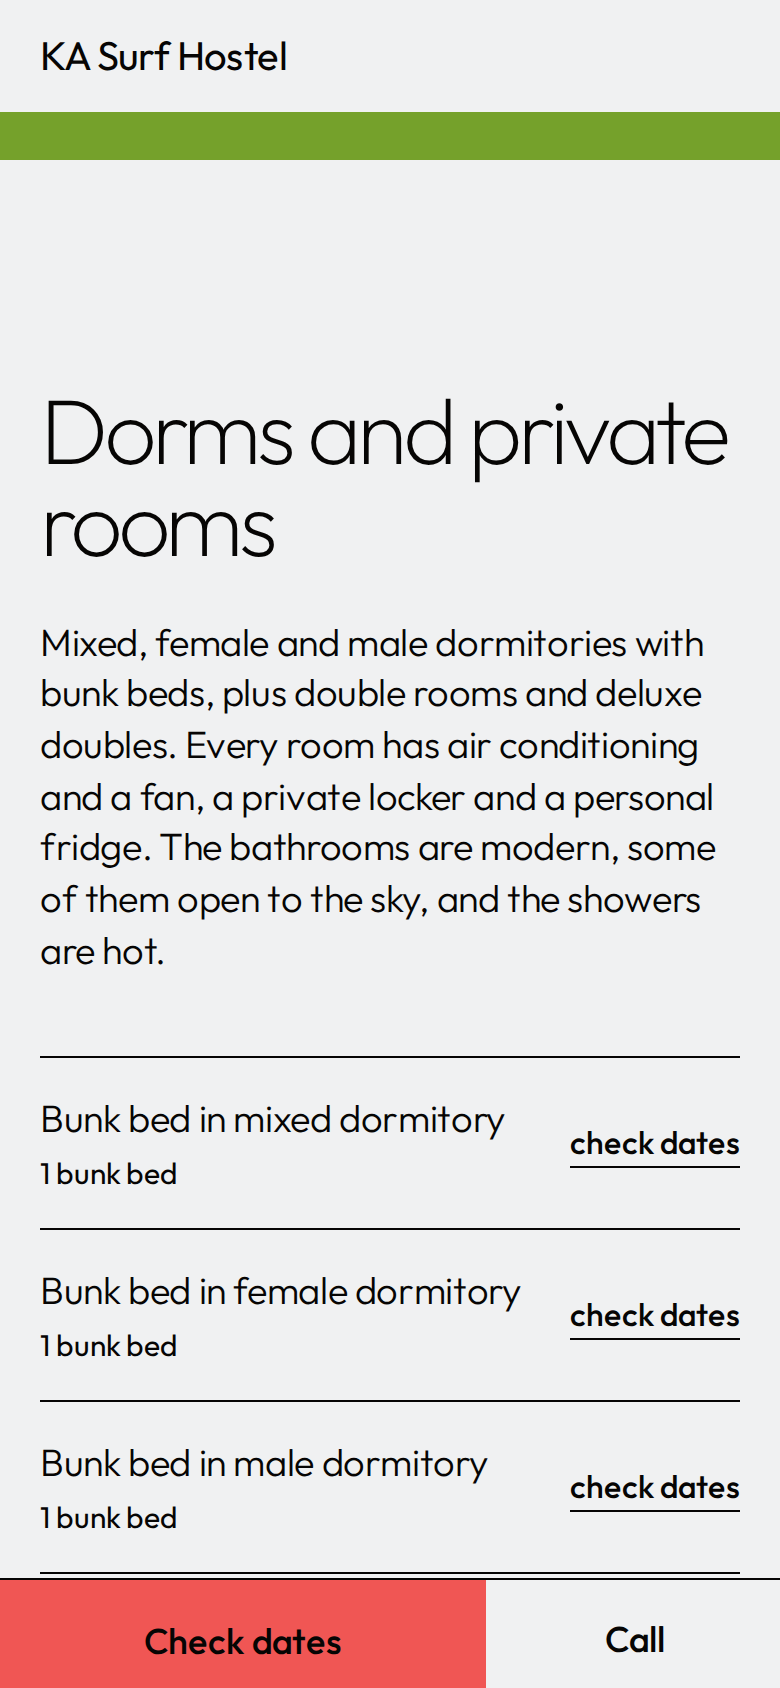 KA Surf Hostel
Dorms and private
rooms
Mixed, female and male dormitories with
bunk beds, plus double rooms and deluxe
doubles. Every room has air conditioning
and a fan, a private locker and a personal
fridge. The bathrooms are modern, some
of them open to the sky, and the showers
are hot.
Bunk bed in mixed dormitory
1 bunk bed
check dates
Bunk bed in female dormitory
1 bunk bed
check dates
Bunk bed in male dormitory
1 bunk bed
check dates
Check dates
Call